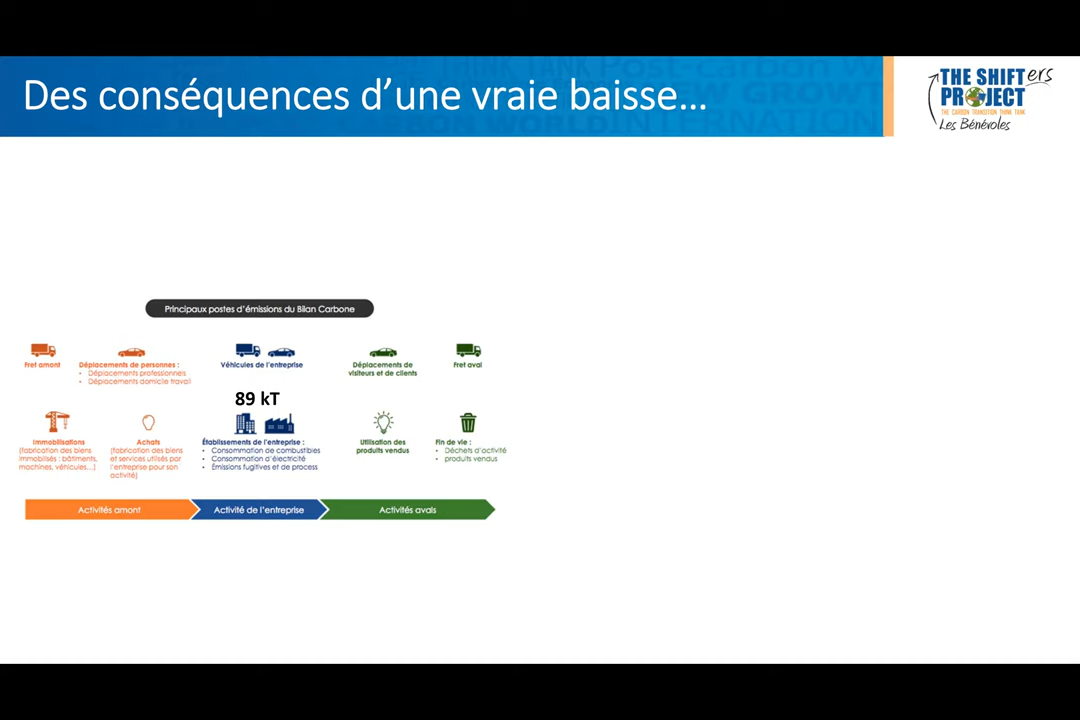 Des conséquences d'une vraie baisse...
THE SHIFTers
PROJECT
THE CARBON TRANSITION THINK TANK
Les Bénévoles
Principaux postes d'émissions du Bilan Carbone
Fret amont
Déplacements de personnes :
• Déplacements professionnels
• Déplacements domicile travail
Véhicules de l'entreprise
Déplacements de
visiteurs et de clients
Fret aval
89 kT
Immobilisations
(fabrication des biens
immobilisés : bâtiments,
machines, véhicules...)
Achats
(fabrication des biens
et services utilisés par
l'entreprise pour son
activité)
Établissements de l'entreprise :
• Consommation de combustibles
• Consommation d'électricité
• Émissions fugitives et de process
Utilisation des
produits vendus
Fin de vie :
• Déchets d'activité
• produits vendus
Activités amont
Activité de l'entreprise
Activités avals